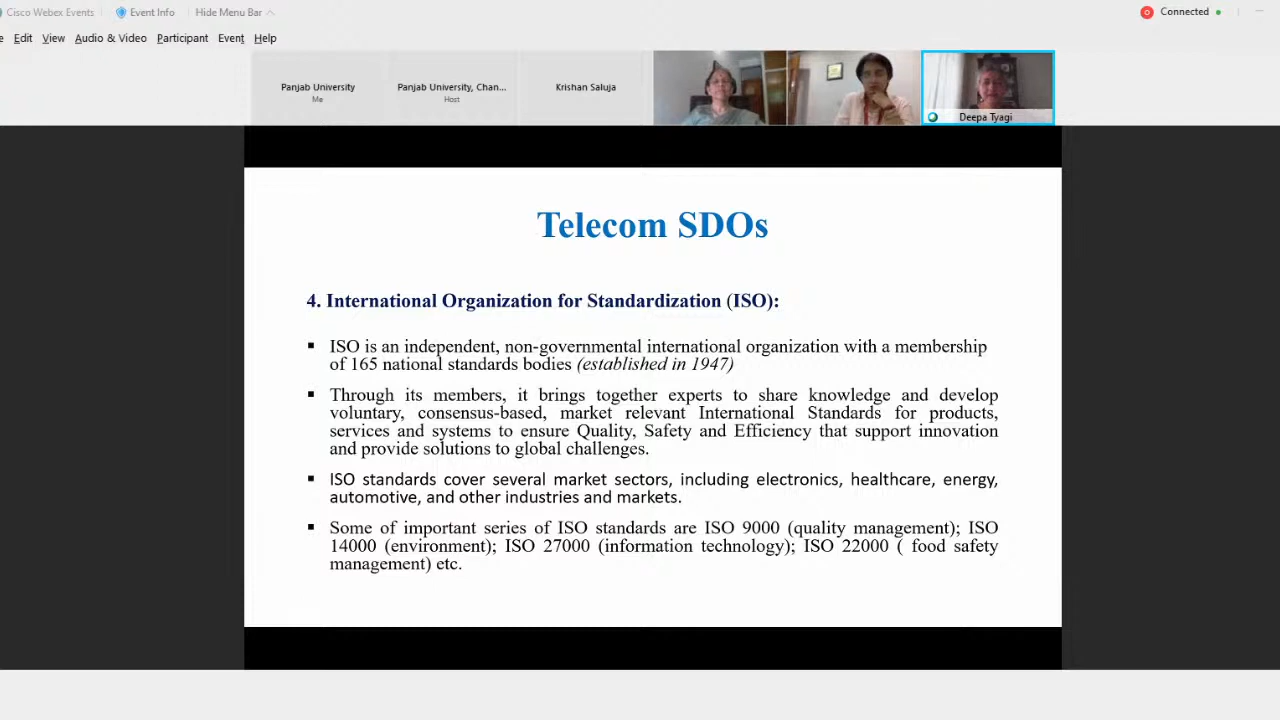 Cisco Webex Events Event Info Hide Menu Bar Connected
e Edit View Audio & Video Participant Event Help
Panjab University
Me
Panjab University, Chan...
Host
Krishan Saluja
Deepa Tyagi
Telecom SDOs
4. International Organization for Standardization (ISO):
▪ ISO is an independent, non-governmental international organization with a membership
of 165 national standards bodies (established in 1947)
▪ Through its members, it brings together experts to share knowledge and develop
voluntary, consensus-based, market relevant International Standards for products,
services and systems to ensure Quality, Safety and Efficiency that support innovation
and provide solutions to global challenges.
▪ ISO standards cover several market sectors, including electronics, healthcare, energy,
automotive, and other industries and markets.
▪ Some of important series of ISO standards are ISO 9000 (quality management); ISO
14000 (environment); ISO 27000 (information technology); ISO 22000 ( food safety
management) etc.